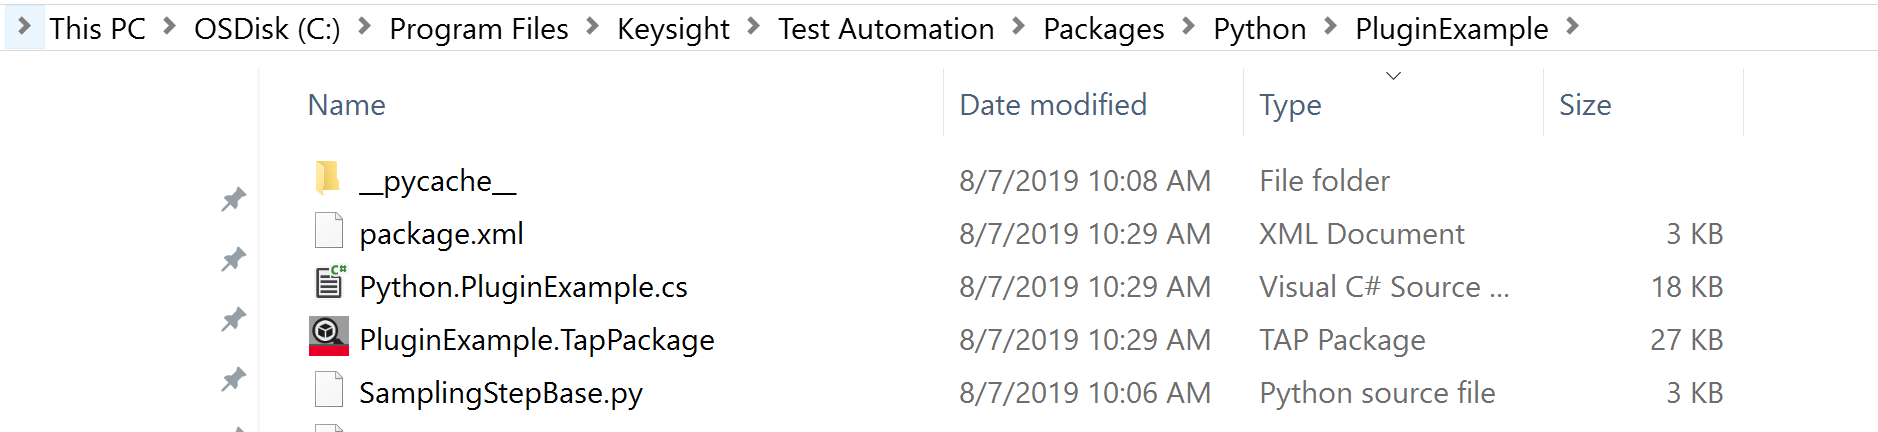 This PC > OSDisk (C:) > Program Files > Keysight > Test Automation > Packages > Python > PluginExample >
Name Date modified Type Size
__pycache__ 8/7/2019 10:08 AM File folder
package.xml 8/7/2019 10:29 AM XML Document 3 KB
Python.PluginExample.cs 8/7/2019 10:29 AM Visual C# Source ... 18 KB
PluginExample.TapPackage 8/7/2019 10:29 AM TAP Package 27 KB
SamplingStepBase.py 8/7/2019 10:06 AM Python source file 3 KB